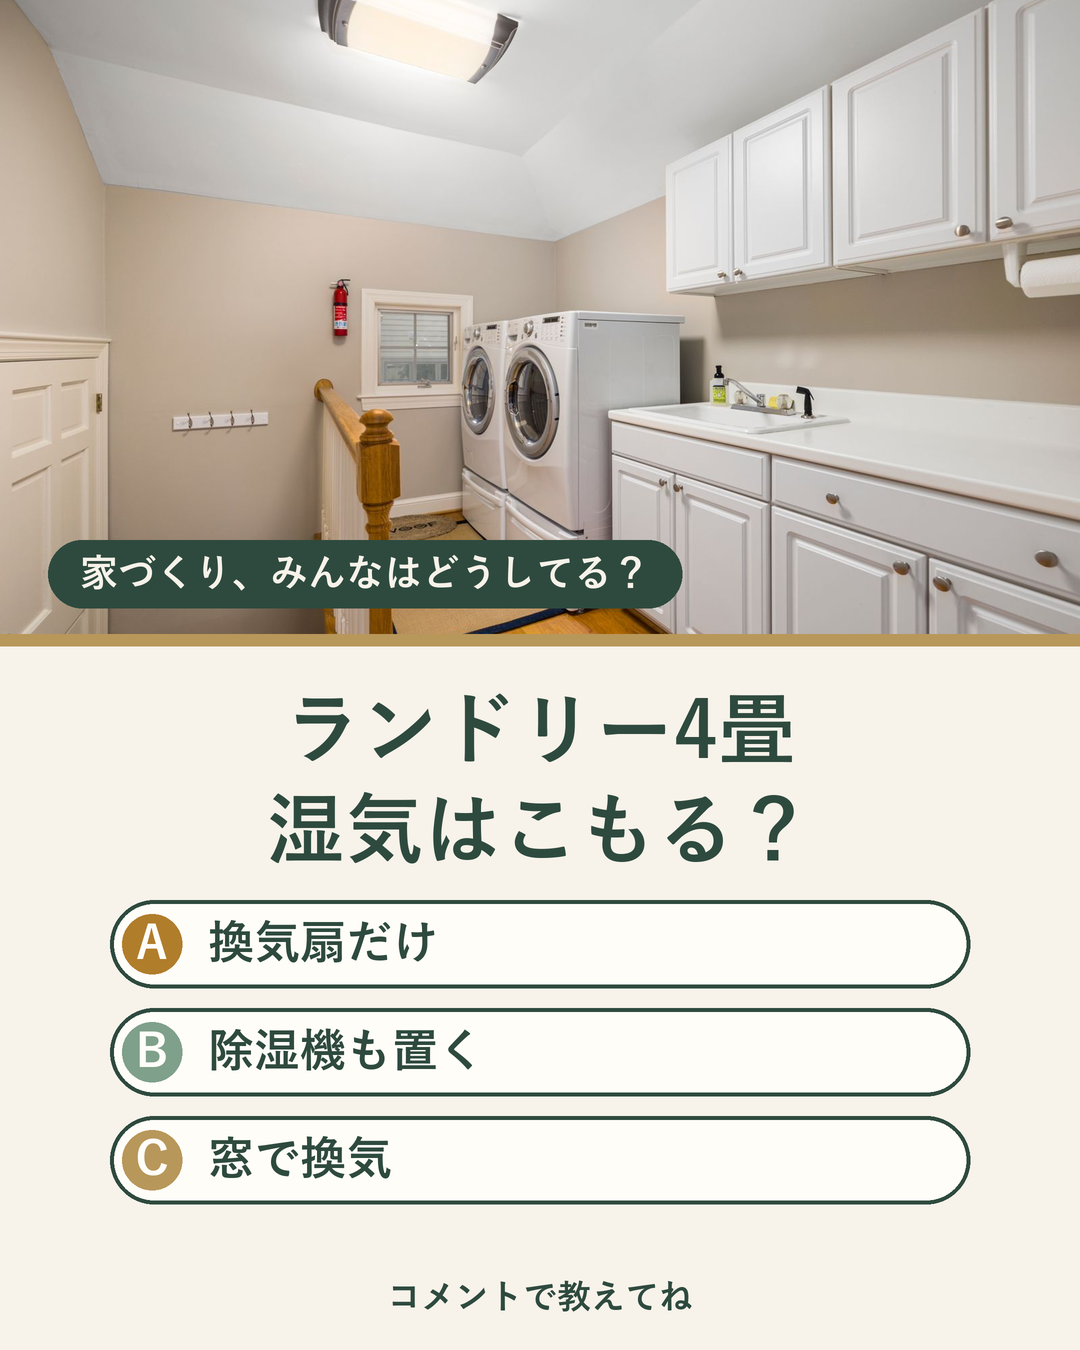 家づくり、みんなはどうしてる？
ランドリー4畳
湿気はこもる？
A 換気扇だけ
B 除湿機も置く
C 窓で換気
コメントで教えてね